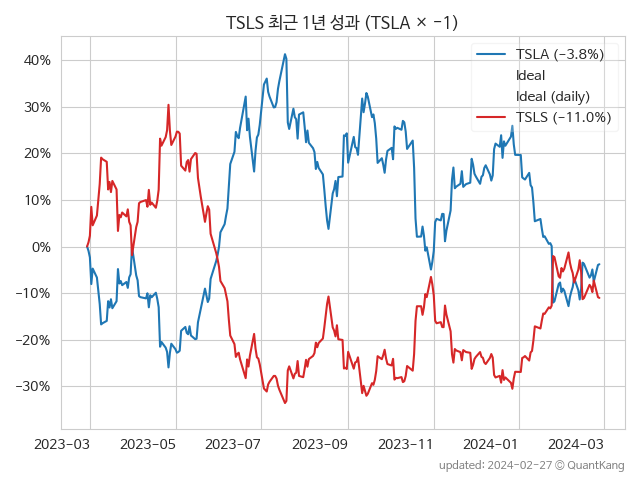 TSLS 최근 1년 성과 (TSLA × −1)
TSLA (−3.8%)
Ideal
Ideal (daily)
TSLS (−11.0%)
40%
30%
20%
10%
0%
−10%
−20%
−30%
2023-03 2023-05 2023-07 2023-09 2023-11 2024-01 2024-03
updated: 2024-02-27 © QuantKang